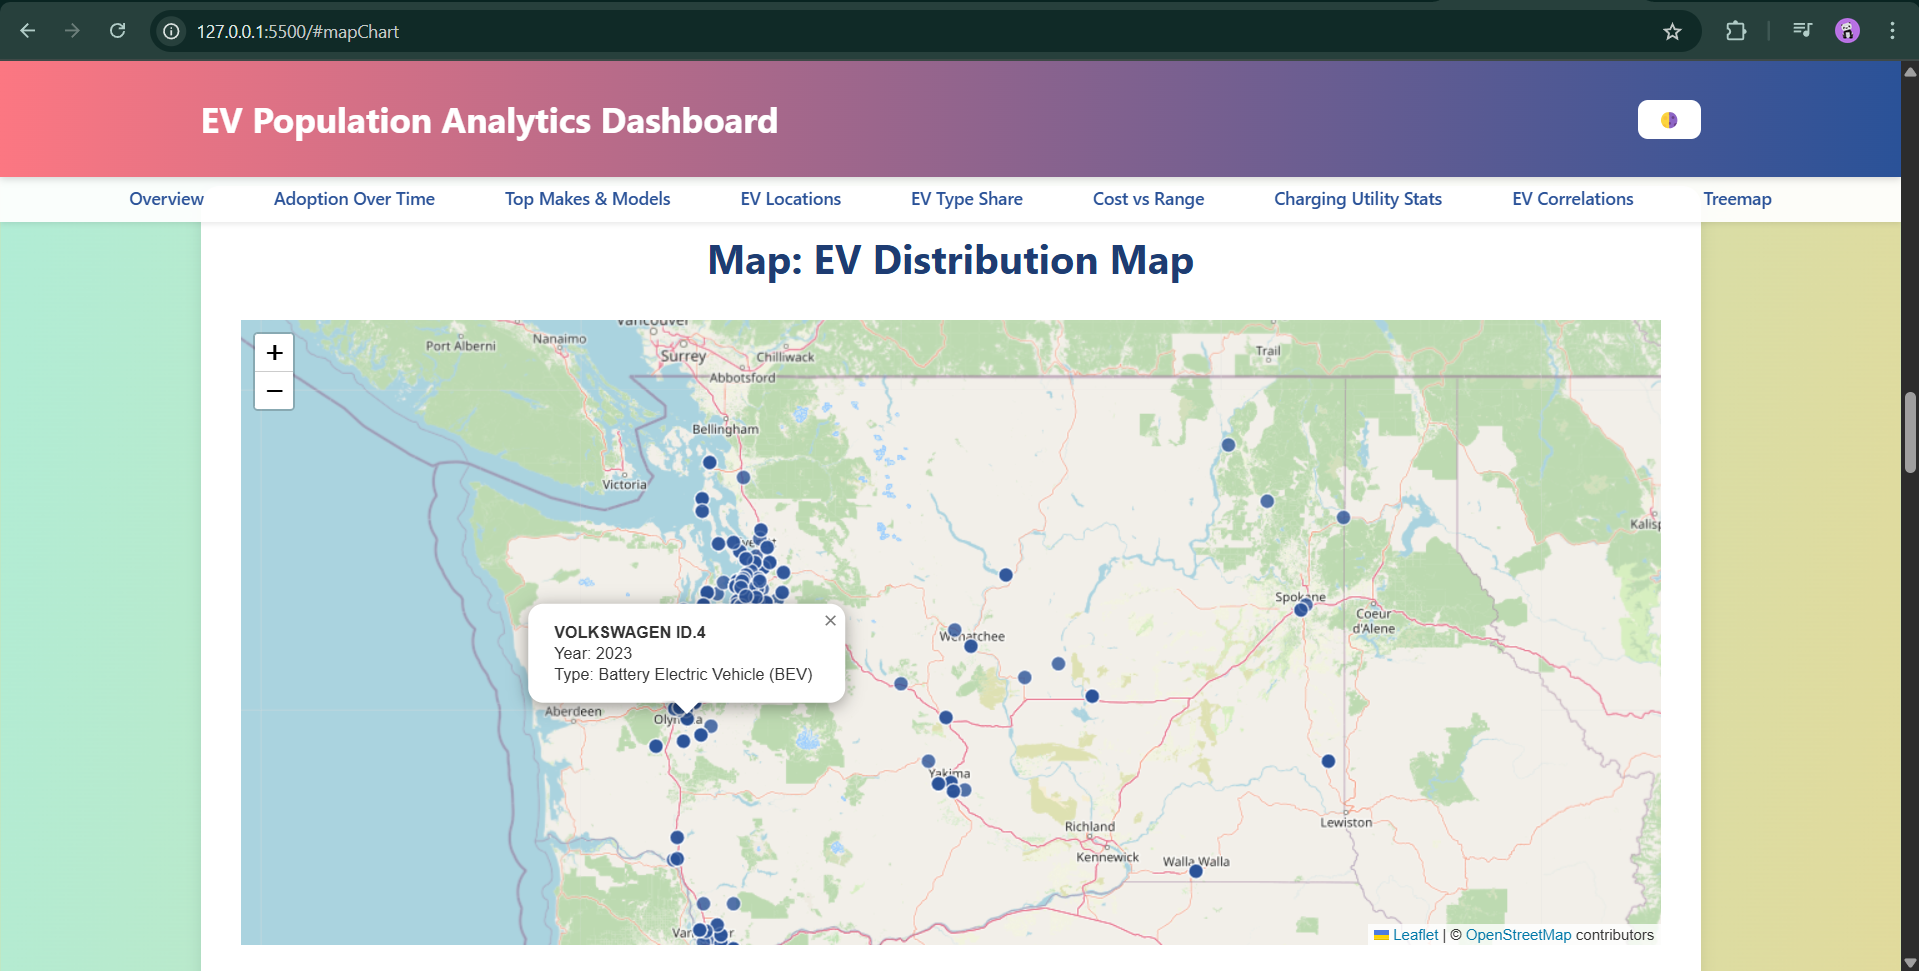 127.0.0.1:5500/#mapChart
EV Population Analytics Dashboard
Overview
Adoption Over Time
Top Makes & Models
EV Locations
EV Type Share
Cost vs Range
Charging Utility Stats
EV Correlations
Treemap
Map: EV Distribution Map
+
−
Vancouver
Port Alberni
Nanaimo
Surrey
Chilliwack
Abbotsford
Trail
Bellingham
Victoria
Spokane
Coeur
d'Alene
Wenatchee
VOLKSWAGEN ID.4
Year: 2023
Type: Battery Electric Vehicle (BEV)
×
Aberdeen
Olympia
Yakima
Richland
Kennewick
Walla Walla
Lewiston
Leaflet | © OpenStreetMap contributors